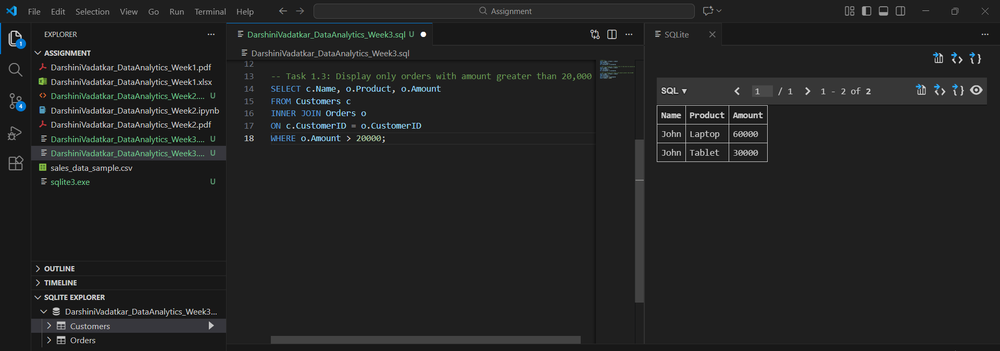 File Edit Selection View Go Run Terminal Help
Assignment
EXPLORER
1
4
ASSIGNMENT
DarshiniVadatkar_DataAnalytics_Week1.pdf
DarshiniVadatkar_DataAnalytics_Week1.xlsx
DarshiniVadatkar_DataAnalytics_Week2.... U
DarshiniVadatkar_DataAnalytics_Week2.ipynb
DarshiniVadatkar_DataAnalytics_Week2.pdf
DarshiniVadatkar_DataAnalytics_Week3.... U
DarshiniVadatkar_DataAnalytics_Week3.... U
sales_data_sample.csv
sqlite3.exe U
OUTLINE
TIMELINE
SQLITE EXPLORER
DarshiniVadatkar_DataAnalytics_Week3...
Customers
Orders
DarshiniVadatkar_DataAnalytics_Week3.sql U
DarshiniVadatkar_DataAnalytics_Week3.sql
12
13 -- Task 1.3: Display only orders with amount greater than 20,000
14 SELECT c.Name, o.Product, o.Amount
15 FROM Customers c
16 INNER JOIN Orders o
17 ON c.CustomerID = o.CustomerID
18 WHERE o.Amount > 20000;
SQLite
SQL ▼ 1 / 1 1 - 2 of 2
Name Product Amount
John Laptop 60000
John Tablet 30000